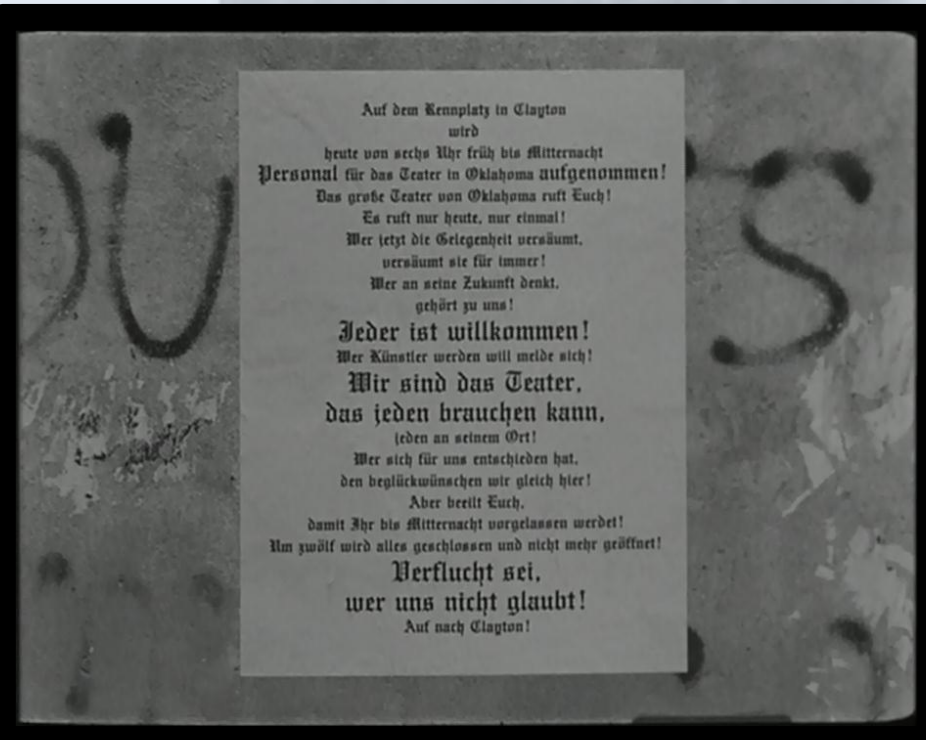 Auf dem Rennplatz in Clayton
wird
heute von sechs Uhr früh bis Mitternacht
Personal für das Teater in Oklahoma aufgenommen!
Das große Teater von Oklahoma ruft Euch!
Es ruft nur heute, nur einmal!
Wer jetzt die Gelegenheit versäumt,
versäumt sie für immer!
Wer an seine Zukunft denkt,
gehört zu uns!
Jeder ist willkommen!
Wer Künstler werden will melde sich!
Wir sind das Teater,
das jeden brauchen kann,
jeden an seinem Ort!
Wer sich für uns entschieden hat,
den beglückwünschen wir gleich hier!
Aber beeilt Euch,
damit Ihr bis Mitternacht vorgelassen werdet!
Um zwölf wird alles geschlossen und nicht mehr geöffnet!
Verflucht sei,
wer uns nicht glaubt!
Auf nach Clayton!